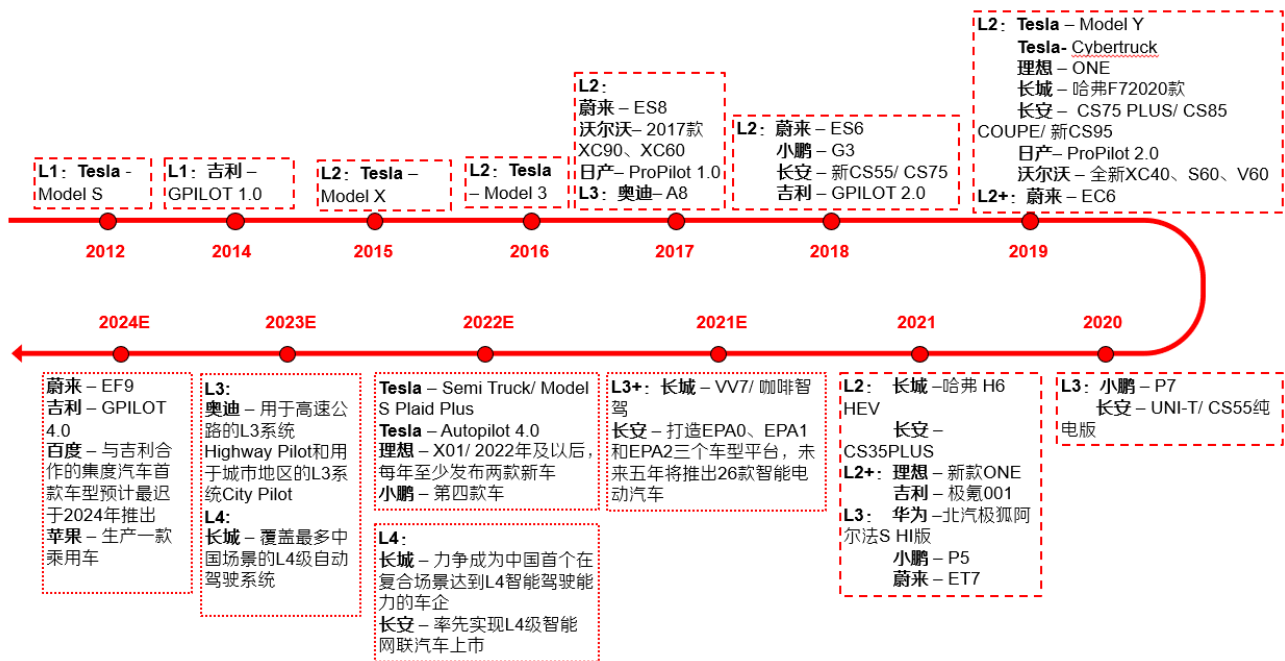 L1：Tesla -
Model S
2012
L1：吉利 –
GPILOT 1.0
2014
L2：Tesla –
Model X
2015
L2：Tesla
– Model 3
2016
L2：
蔚来 – ES8
沃尔沃– 2017款
XC90、XC60
日产– ProPilot 1.0
L3：奥迪– A8
2017
L2：蔚来 – ES6
小鹏 – G3
长安 – 新CS55/ CS75
吉利 – GPILOT 2.0
2018
L2：Tesla – Model Y
Tesla- Cybertruck
理想 – ONE
长城 – 哈弗F72020款
长安 – CS75 PLUS/ CS85
COUPE/ 新CS95
日产– ProPilot 2.0
沃尔沃 – 全新XC40、S60、V60
L2+：蔚来 – EC6
2019
2020
L3：小鹏 – P7
长安 – UNI-T/ CS55纯
电版
2021
L2： 长城 –哈弗 H6
HEV
长安 –
CS35PLUS
L2+：理想 – 新款ONE
吉利 – 极氪001
L3： 华为 –北汽极狐阿
尔法S HI版
小鹏 – P5
蔚来 – ET7
2021E
L3+：长城 – VV7/ 咖啡智
驾
长安 – 打造EPA0、EPA1
和EPA2三个车型平台，未
来五年将推出26款智能电
动汽车
2022E
Tesla – Semi Truck/ Model
S Plaid Plus
Tesla – Autopilot 4.0
理想 – X01/ 2022年及以后，
每年至少发布两款新车
小鹏 – 第四款车
L4：
长城 – 力争成为中国首个在
复合场景达到L4智能驾驶能
力的车企
长安 – 率先实现L4级智能
网联汽车上市
2023E
L3:
奥迪 – 用于高速公
路的L3系统
Highway Pilot和用
于城市地区的L3系
统City Pilot
L4:
长城 – 覆盖最多中
国场景的L4级自动
驾驶系统
2024E
蔚来 – EF9
吉利 – GPILOT
4.0
百度 – 与吉利合
作的集度汽车首
款车型预计最迟
于2024年推出
苹果 – 生产一款
乘用车